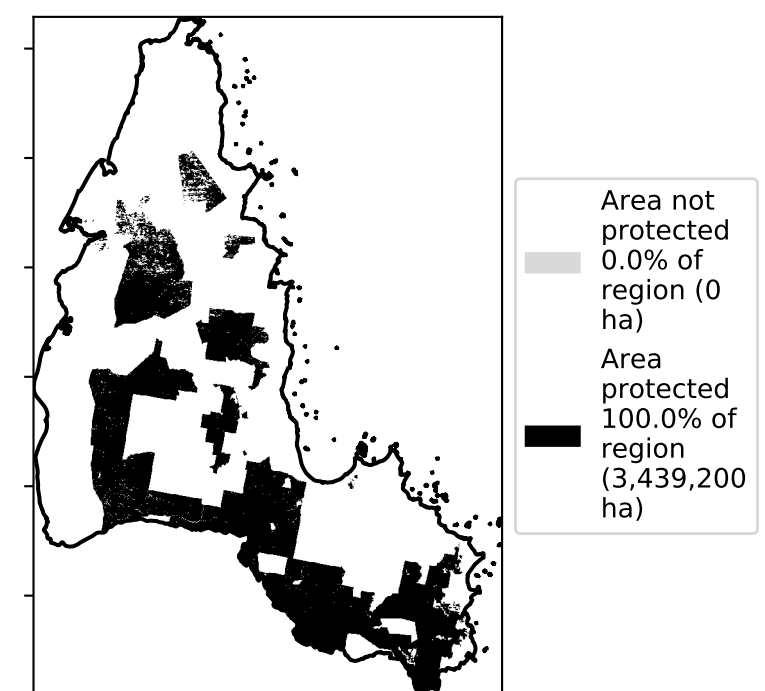 Area not
protected
0.0% of
region (0
ha)
Area
protected
100.0% of
region
(3,439,200
ha)